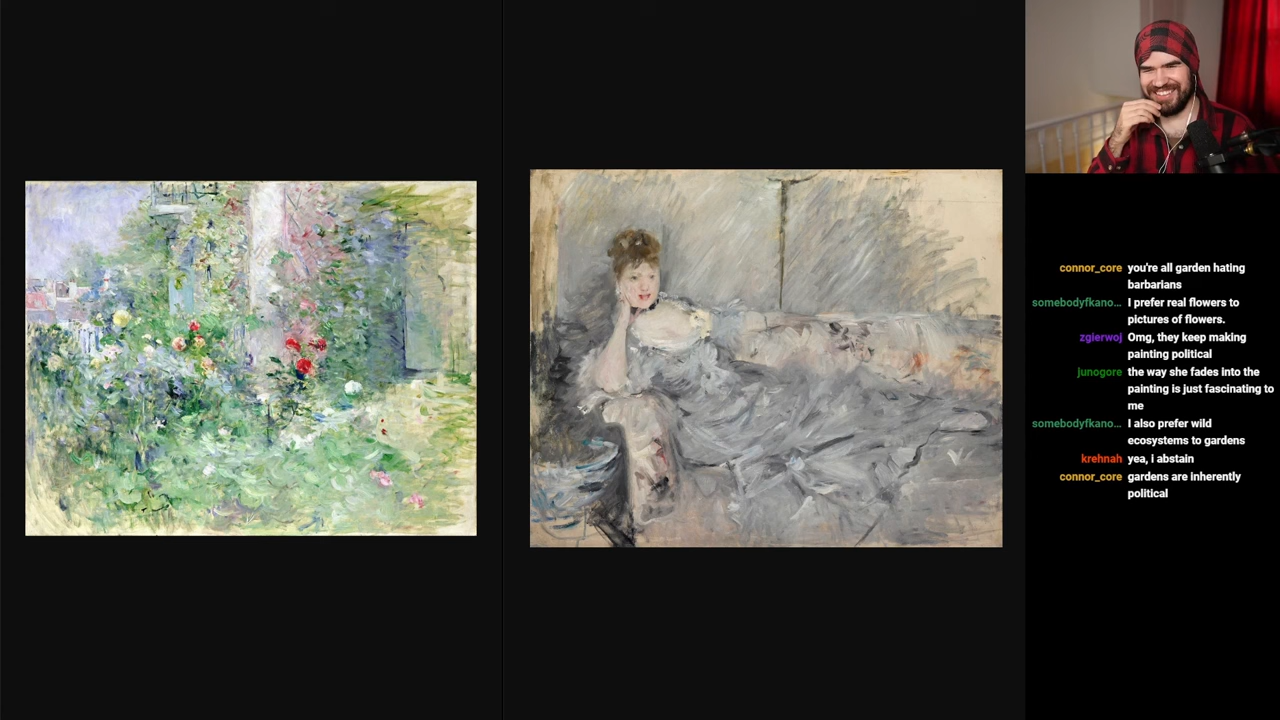 connor_core you're all garden hating
barbarians
somebodyfkano... I prefer real flowers to
pictures of flowers.
zgierwoj Omg, they keep making
painting political
junogore the way she fades into the
painting is just fascinating to
me
somebodyfkano... I also prefer wild
ecosystems to gardens
krehnah yea, i abstain
connor_core gardens are inherently
political